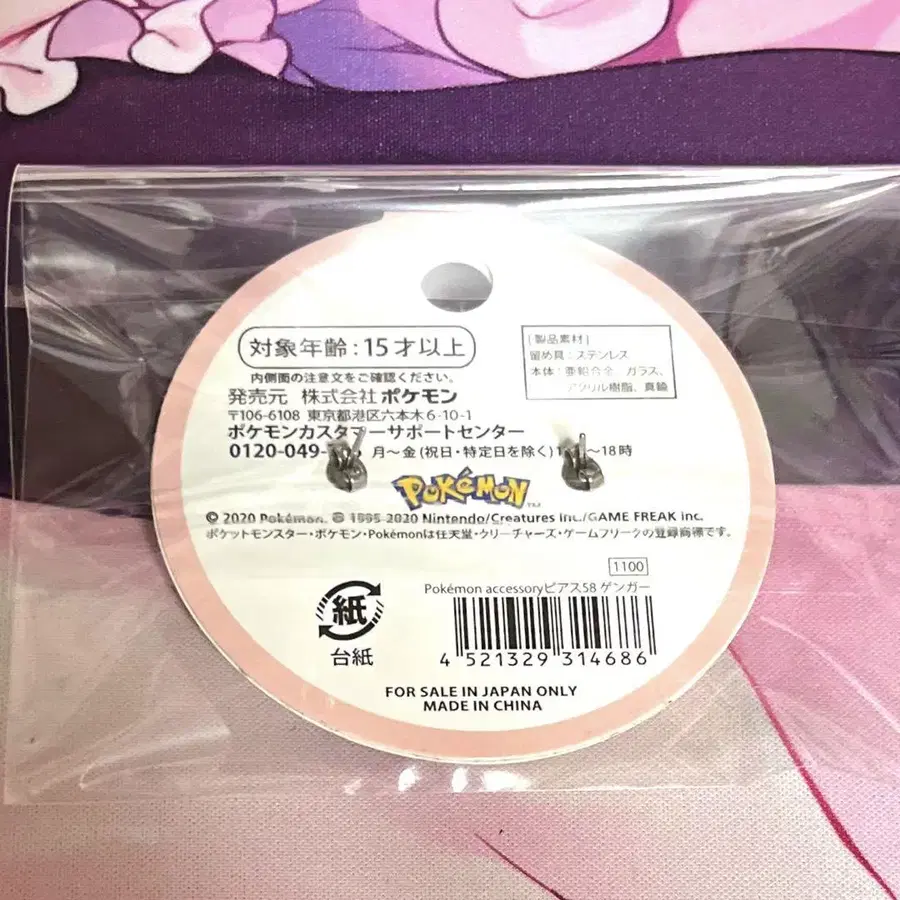 対象年齢：15才以上
内側面の注意文をご確認ください。
発売元 株式会社ポケモン
〒106-6108 東京都港区六本木6-10-1
ポケモンカスタマーサポートセンター
0120-049- 月～金(祝日・特定日を除く) ～18時
[製品素材]
留め具：ステンレス
本体：亜鉛合金、ガラス、
アクリル樹脂、真鍮
POKéMON™
© 2020 Pokémon. © 1995-2020 Nintendo/Creatures Inc./GAME FREAK inc.
ポケットモンスター・ポケモン・Pokémonは任天堂・クリーチャーズ・ゲームフリークの登録商標です。
1100
Pokémon accessoryピアス58 ゲンガー
紙
台紙
4 521329 314686
FOR SALE IN JAPAN ONLY
MADE IN CHINA